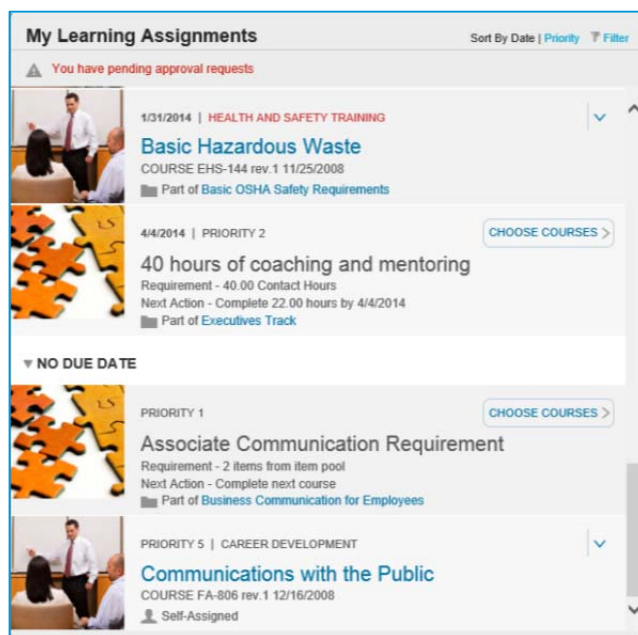 My Learning Assignments
Sort By Date | Priority Filter
You have pending approval requests
1/31/2014 | HEALTH AND SAFETY TRAINING
Basic Hazardous Waste
COURSE EHS-144 rev.1 11/25/2008
Part of Basic OSHA Safety Requirements
4/4/2014 | PRIORITY 2
CHOOSE COURSES >
40 hours of coaching and mentoring
Requirement - 40.00 Contact Hours
Next Action - Complete 22.00 hours by 4/4/2014
Part of Executives Track
NO DUE DATE
PRIORITY 1
CHOOSE COURSES >
Associate Communication Requirement
Requirement - 2 items from item pool
Next Action - Complete next course
Part of Business Communication for Employees
PRIORITY 5 | CAREER DEVELOPMENT
Communications with the Public
COURSE FA-806 rev.1 12/16/2008
Self-Assigned